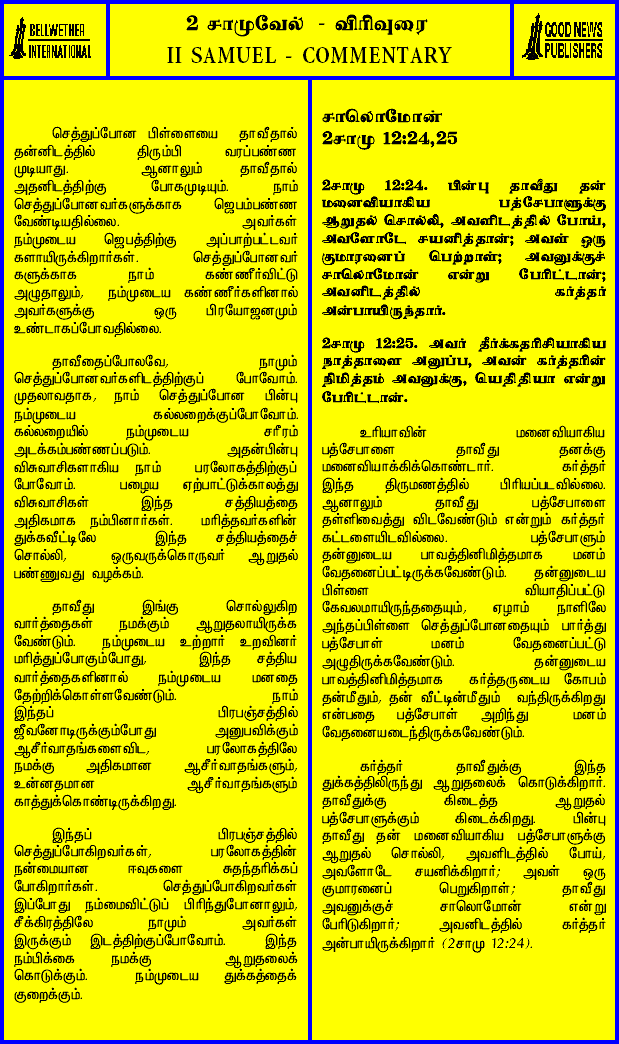 BELLWETHER
INTERNATIONAL
2 சாமுவேல் - விரிவுரை
II SAMUEL - COMMENTARY
GOOD NEWS
PUBLISHERS
செத்துப்போன பிள்ளையை தாவீதால்
தன்னிடத்தில் திரும்பி வரப்பண்ண
முடியாது. ஆனாலும் தாவீதால்
அதனிடத்திற்கு போகமுடியும். நாம்
செத்துப்போனவர்களுக்காக ஜெபம்பண்ண
வேண்டியதில்லை. அவர்கள்
நம்முடைய ஜெபத்திற்கு அப்பாற்பட்டவர்
களாயிருக்கிறார்கள். செத்துப்போனவர்
களுக்காக நாம் கண்ணீர்விட்டு
அழுதாலும், நம்முடைய கண்ணீர்களினால்
அவர்களுக்கு ஒரு பிரயோஜனமும்
உண்டாகப்போவதில்லை.
தாவீதைப்போலவே, நாமும்
செத்துப்போனவர்களிடத்திற்குப் போவோம்.
முதலாவதாக, நாம் செத்துப்போன பின்பு
நம்முடைய கல்லறைக்குப்போவோம்.
கல்லறையில் நம்முடைய சரீரம்
அடக்கம்பண்ணப்படும். அதன்பின்பு
விசுவாசிகளாகிய நாம் பரலோகத்திற்குப்
போவோம். பழைய ஏற்பாட்டுக்காலத்து
விசுவாசிகள் இந்த சத்தியத்தை
அதிகமாக நம்பினார்கள். மரித்தவர்களின்
துக்கவீட்டிலே இந்த சத்தியத்தைச்
சொல்லி, ஒருவருக்கொருவர் ஆறுதல்
பண்ணுவது வழக்கம்.
தாவீது இங்கு சொல்லுகிற
வார்த்தைகள் நமக்கும் ஆறுதலாயிருக்க
வேண்டும். நம்முடைய உற்றார் உறவினர்
மரித்துப்போகும்போது, இந்த சத்திய
வார்த்தைகளினால் நம்முடைய மனதை
தேற்றிக்கொள்ளவேண்டும். நாம்
இந்தப் பிரபஞ்சத்தில்
ஜீவனோடிருக்கும்போது அனுபவிக்கும்
ஆசீர்வாதங்களைவிட, பரலோகத்திலே
நமக்கு அதிகமான ஆசீர்வாதங்களும்,
உன்னதமான ஆசீர்வாதங்களும்
காத்துக்கொண்டிருக்கிறது.
இந்தப் பிரபஞ்சத்தில்
செத்துப்போகிறவர்கள், பரலோகத்தின்
நன்மையான ஈவுகளை சுதந்தரிக்கப்
போகிறார்கள். செத்துப்போகிறவர்கள்
இப்போது நம்மைவிட்டுப் பிரிந்துபோனாலும்,
சீக்கிரத்திலே நாமும் அவர்கள்
இருக்கும் இடத்திற்குப்போவோம். இந்த
நம்பிக்கை நமக்கு ஆறுதலைக்
கொடுக்கும். நம்முடைய துக்கத்தைக்
குறைக்கும்.
சாலொமோன்
2சாமு 12:24,25
2சாமு 12:24. பின்பு தாவீது தன்
மனைவியாகிய பத்சேபாளுக்கு
ஆறுதல் சொல்லி, அவளிடத்தில் போய்,
அவளோடே சயனித்தான்; அவள் ஒரு
குமாரனைப் பெற்றாள்; அவனுக்குச்
சாலொமோன் என்று பேரிட்டான்;
அவனிடத்தில் கர்த்தர்
அன்பாயிருந்தார்.
2சாமு 12:25. அவர் தீர்க்கதரிசியாகிய
நாத்தானை அனுப்ப, அவன் கர்த்தரின்
நிமித்தம் அவனுக்கு, யெதிதியா என்று
பேரிட்டான்.
உரியாவின் மனைவியாகிய
பத்சேபாளை தாவீது தனக்கு
மனைவியாக்கிக்கொண்டார். கர்த்தர்
இந்த திருமணத்தில் பிரியப்படவில்லை.
ஆனாலும் தாவீது பத்சேபாளை
தள்ளிவைத்து விடவேண்டும் என்றும் கர்த்தர்
கட்டளையிடவில்லை. பத்சேபாளும்
தன்னுடைய பாவத்தினிமித்தமாக மனம்
வேதனைப்பட்டிருக்கவேண்டும். தன்னுடைய
பிள்ளை வியாதிப்பட்டு
கேவலமாயிருந்ததையும், ஏழாம் நாளிலே
அந்தப்பிள்ளை செத்துப்போனதையும் பார்த்து
பத்சேபாள் மனம் வேதனைப்பட்டு
அழுதிருக்கவேண்டும். தன்னுடைய
பாவத்தினிமித்தமாக கர்த்தருடைய கோபம்
தன்மீதும், தன் வீட்டின்மீதும் வந்திருக்கிறது
என்பதை பத்சேபாள் அறிந்து மனம்
வேதனையடைந்திருக்கவேண்டும்.
கர்த்தர் தாவீதுக்கு இந்த
துக்கத்திலிருந்து ஆறுதலைக் கொடுக்கிறார்.
தாவீதுக்கு கிடைத்த ஆறுதல்
பத்சேபாளுக்கும் கிடைக்கிறது. பின்பு
தாவீது தன் மனைவியாகிய பத்சேபாளுக்கு
ஆறுதல் சொல்லி, அவளிடத்தில் போய்,
அவளோடே சயனிக்கிறார்; அவள் ஒரு
குமாரனைப் பெறுகிறாள்; தாவீது
அவனுக்குச் சாலொமோன் என்று
பேரிடுகிறார்; அவனிடத்தில் கர்த்தர்
அன்பாயிருக்கிறார் (2சாமு 12:24).